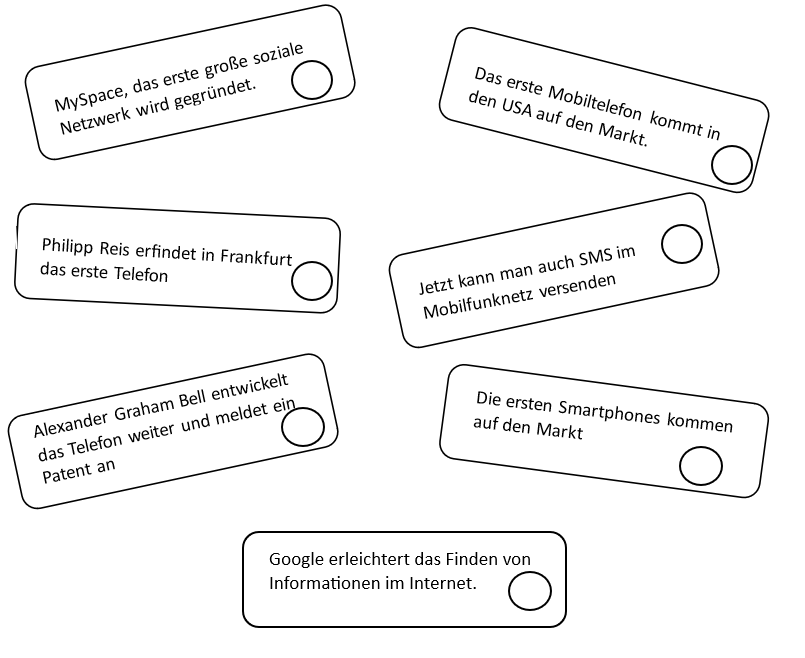 MySpace, das erste große soziale
Netzwerk wird gegründet.
Das erste Mobiltelefon kommt in
den USA auf den Markt.
Philipp Reis erfindet in Frankfurt
das erste Telefon
Jetzt kann man auch SMS im
Mobilfunknetz versenden
Alexander Graham Bell entwickelt
das Telefon weiter und meldet ein
Patent an
Die ersten Smartphones kommen
auf den Markt
Google erleichtert das Finden von
Informationen im Internet.